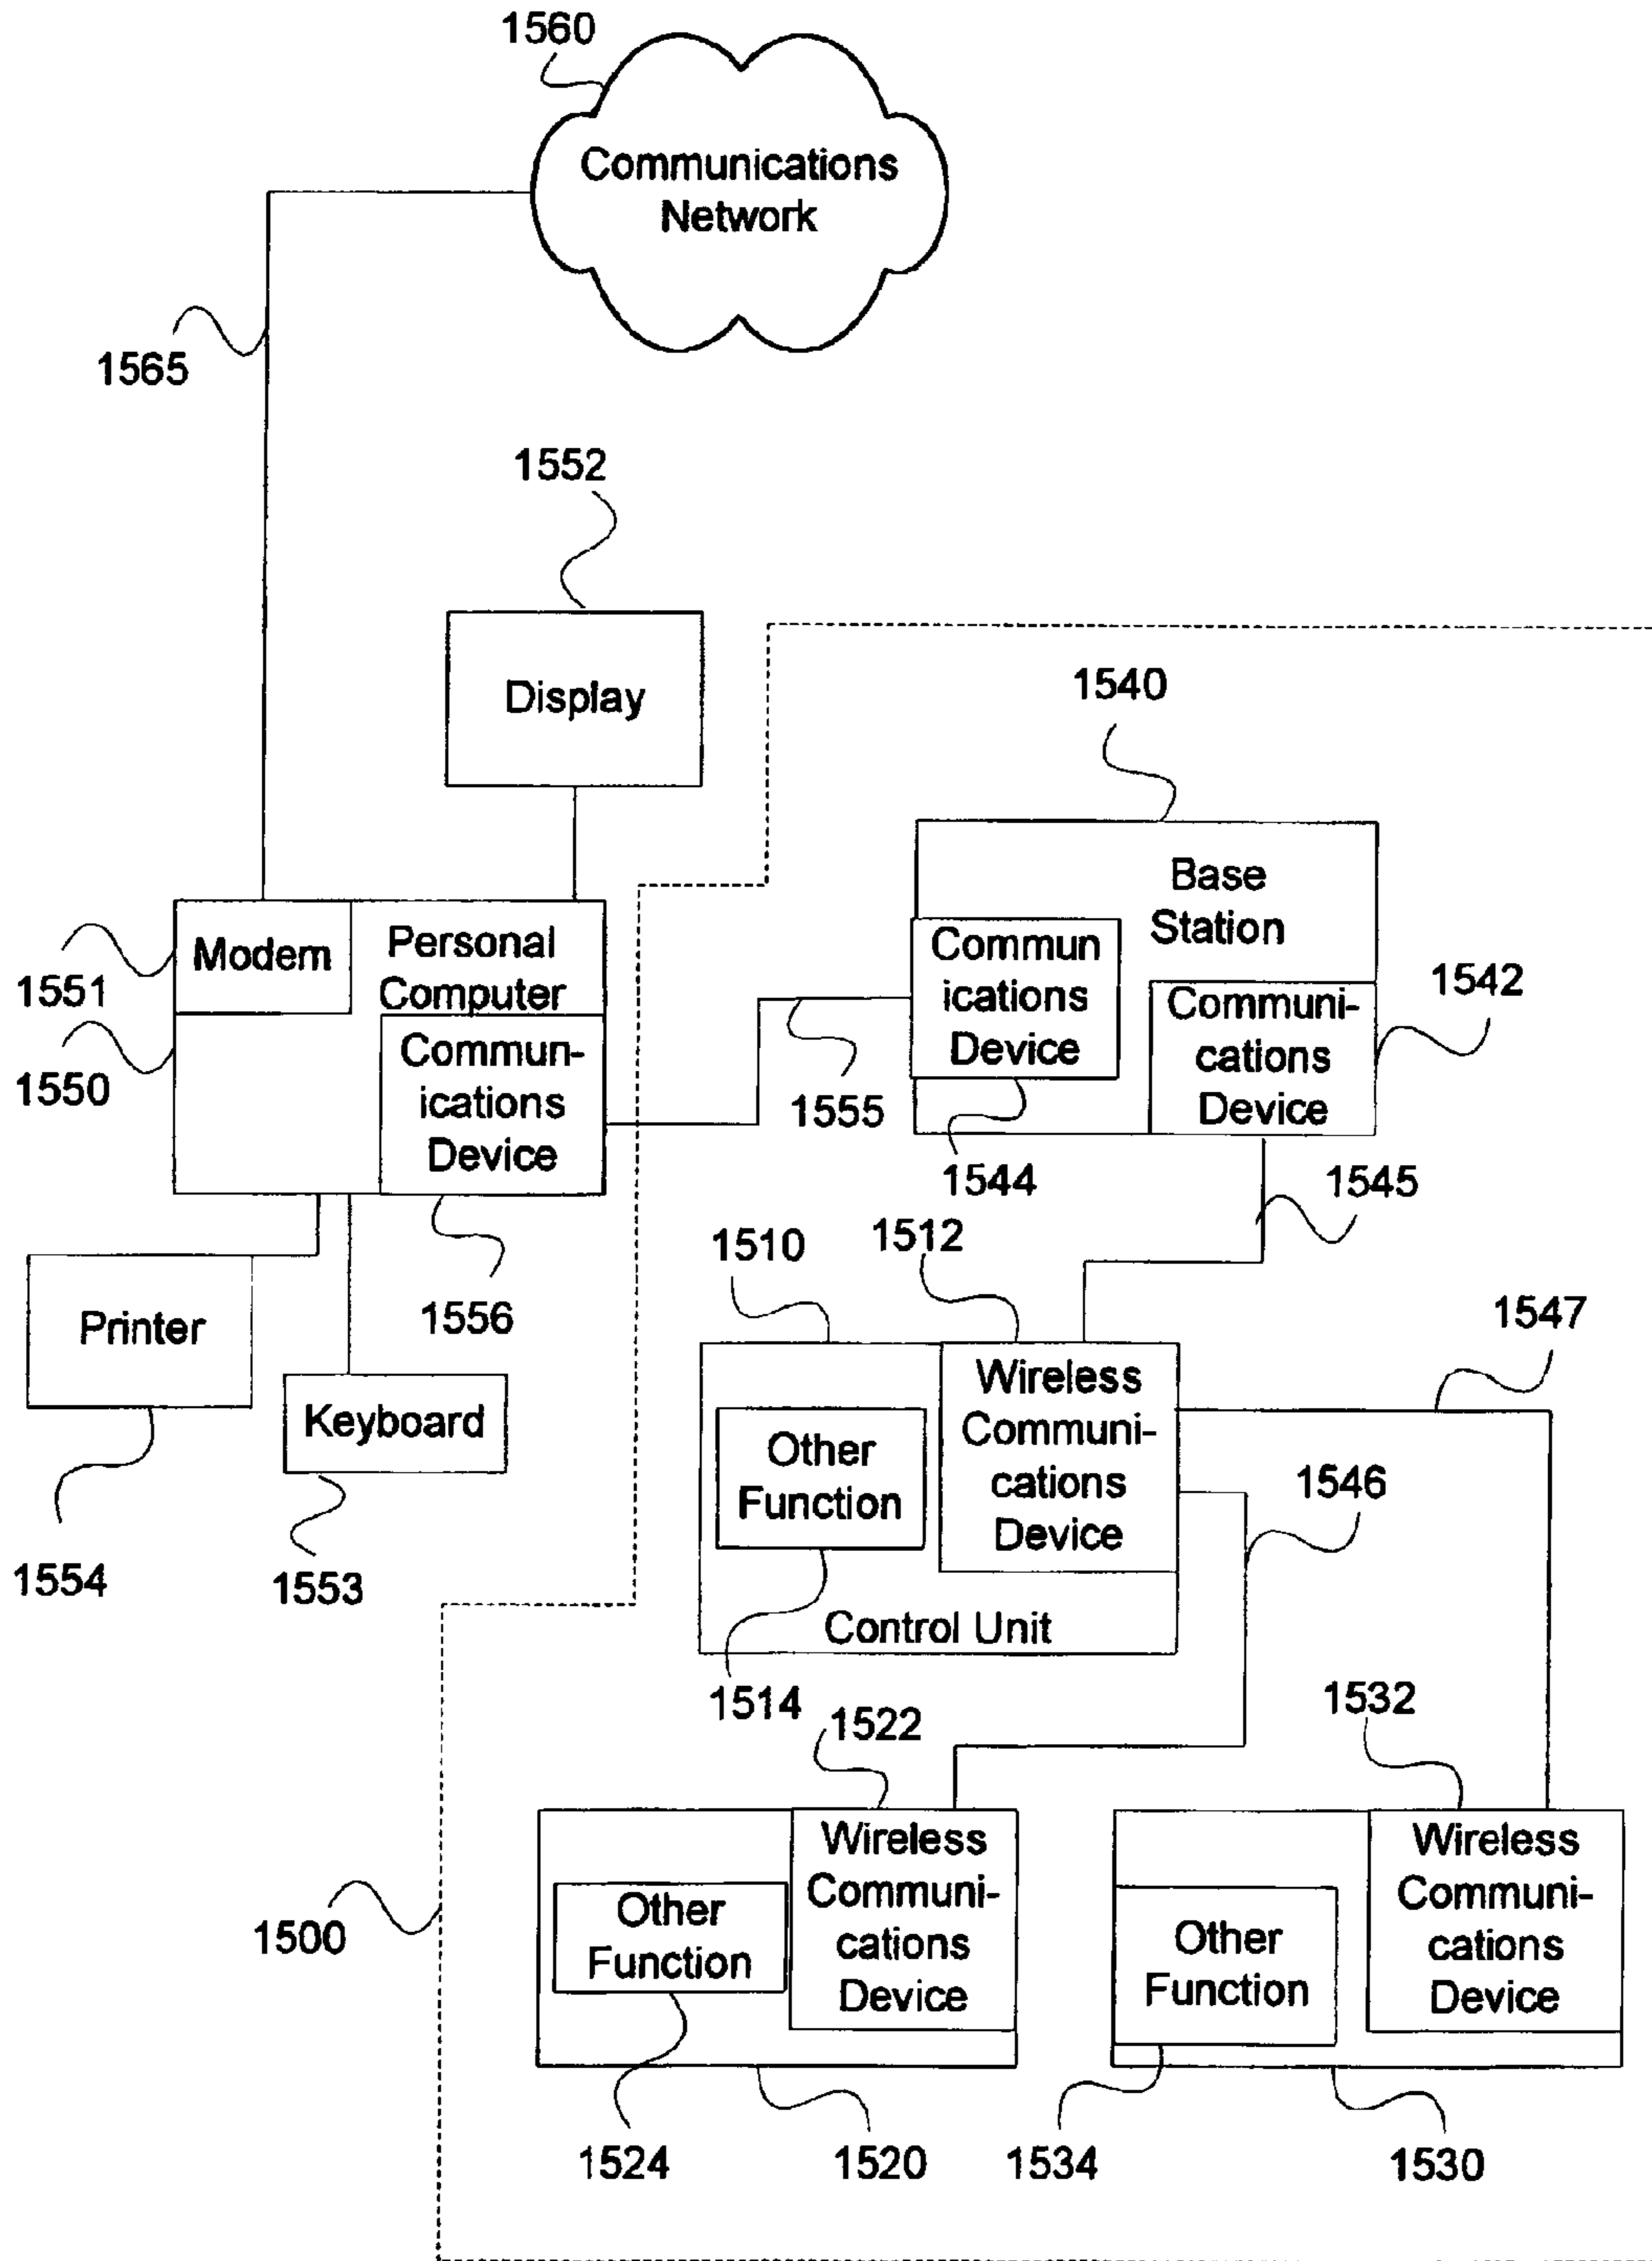 1560
Communications
Network
1565
1552
Display
1540
Base
Station
Commun
ications
Device
1542
Communi-
cations
Device
1551
Modem
Personal
Computer
1550
Commun-
ications
Device
1555
1544
1545
1510
1512
1556
Printer
1547
Wireless
Communi-
cations
Device
Keyboard
Other
Function
1546
1554
1553
Control Unit
1514
1522
1532
Wireless
Communi-
cations
Device
Other
Function
Wireless
Communi-
cations
Device
Other
Function
1500
1524
1520
1534
1530